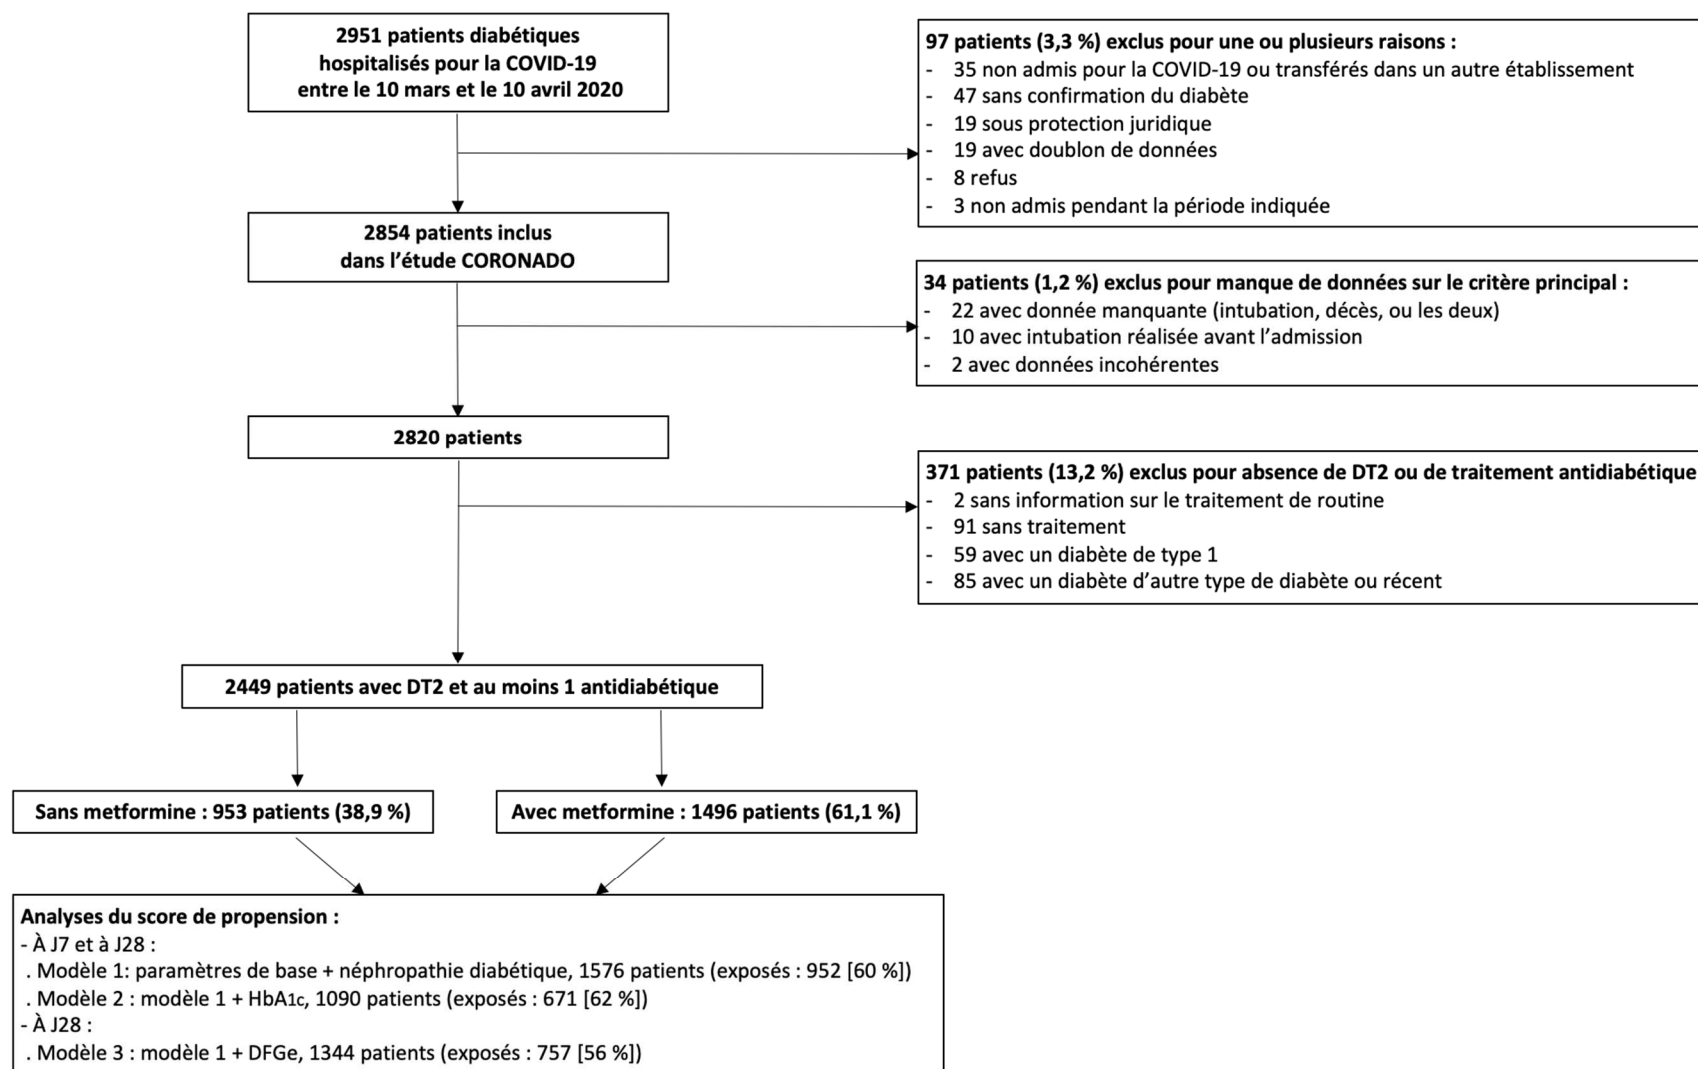 2951 patients diabétiques
hospitalisés pour la COVID-19
entre le 10 mars et le 10 avril 2020
97 patients (3,3 %) exclus pour une ou plusieurs raisons :
- 35 non admis pour la COVID-19 ou transférés dans un autre établissement
- 47 sans confirmation du diabète
- 19 sous protection juridique
- 19 avec doublon de données
- 8 refus
- 3 non admis pendant la période indiquée
2854 patients inclus
dans l’étude CORONADO
34 patients (1,2 %) exclus pour manque de données sur le critère principal :
- 22 avec donnée manquante (intubation, décès, ou les deux)
- 10 avec intubation réalisée avant l’admission
- 2 avec données incohérentes
2820 patients
371 patients (13,2 %) exclus pour absence de DT2 ou de traitement antidiabétique
- 2 sans information sur le traitement de routine
- 91 sans traitement
- 59 avec un diabète de type 1
- 85 avec un diabète d’autre type de diabète ou récent
2449 patients avec DT2 et au moins 1 antidiabétique
Sans metformine : 953 patients (38,9 %)
Avec metformine : 1496 patients (61,1 %)
Analyses du score de propension :
- À J7 et à J28 :
. Modèle 1: paramètres de base + néphropathie diabétique, 1576 patients (exposés : 952 [60 %])
. Modèle 2 : modèle 1 + HbA1c, 1090 patients (exposés : 671 [62 %])
- À J28 :
. Modèle 3 : modèle 1 + DFGe, 1344 patients (exposés : 757 [56 %])